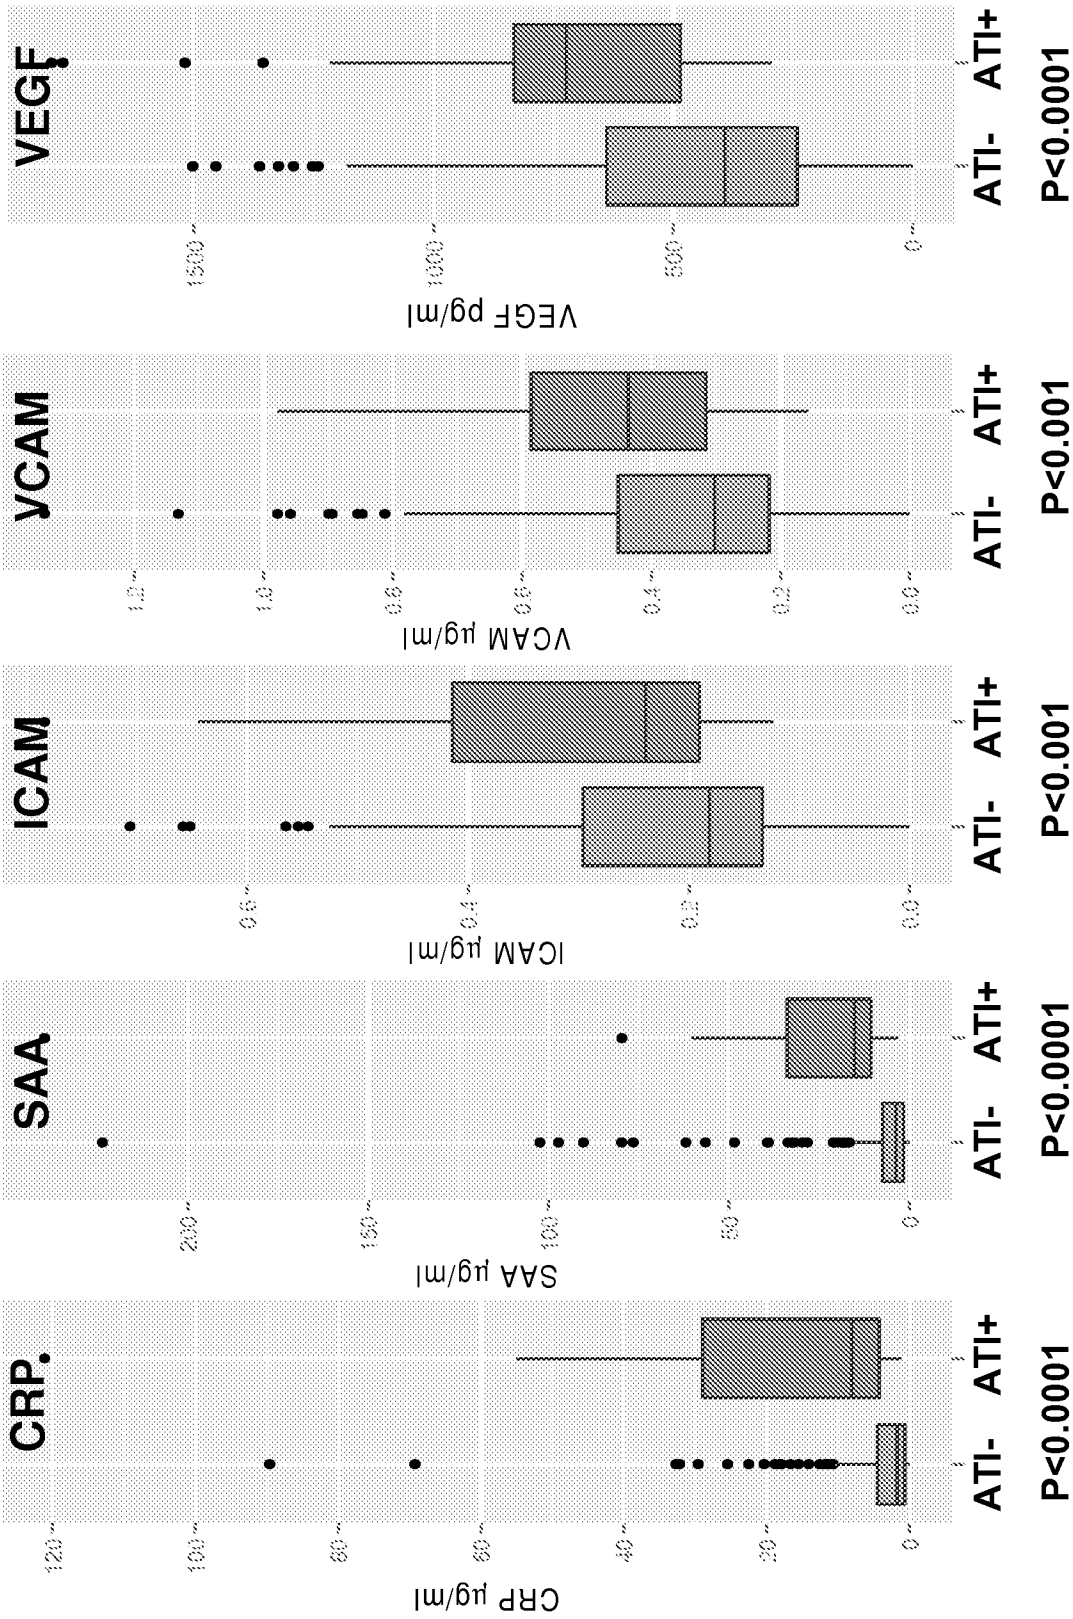 CRP
CRP µg/ml
120
100
80
60
40
20
0
ATI-
ATI+
P<0.0001
SAA
SAA µg/ml
200
150
100
50
0
ATI-
ATI+
P<0.0001
ICAM
ICAM µg/ml
0.6
0.4
0.2
0.0
ATI-
ATI+
P<0.001
VCAM
VCAM µg/ml
1.2
1.0
0.8
0.6
0.4
0.2
0.0
ATI-
ATI+
P<0.001
VEGF
VEGF pg/ml
1500
1000
500
0
ATI-
ATI+
P<0.0001